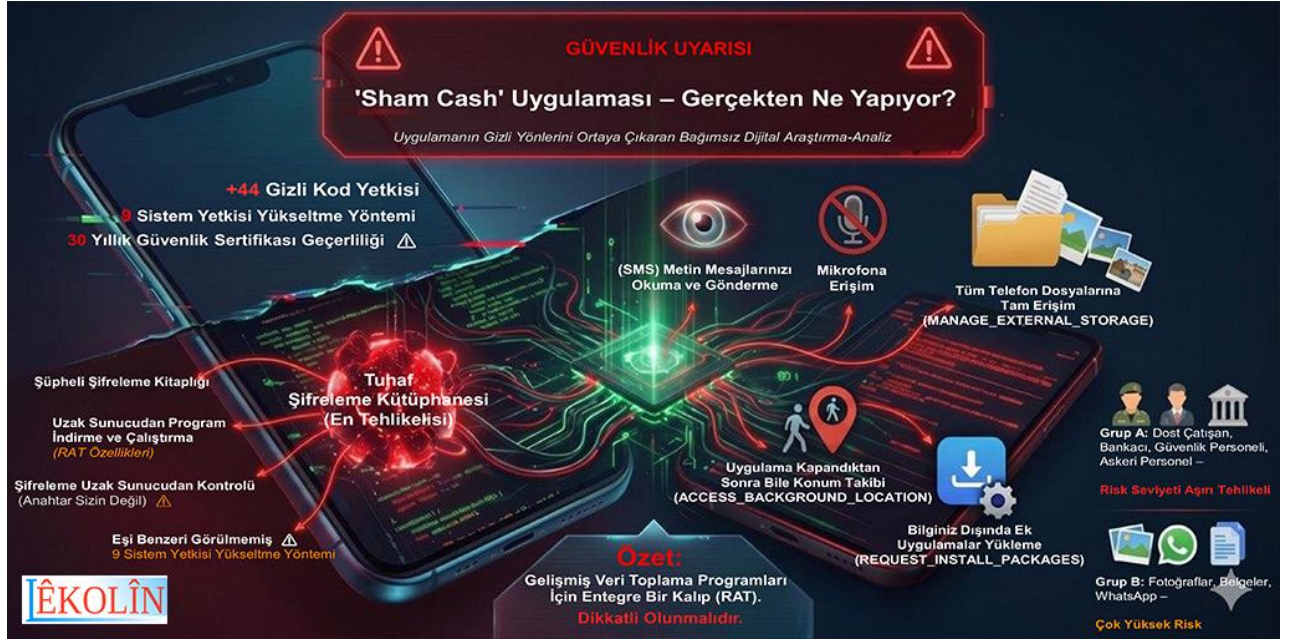 GÜVENLİK UYARISI
'Sham Cash' Uygulaması – Gerçekten Ne Yapıyor?
Uygulamanın Gizli Yönlerini Ortaya Çıkaran Bağımsız Dijital Araştırma-Analiz
+44 Gizli Kod Yetkisi
9 Sistem Yetkisi Yükseltme Yöntemi
30 Yıllık Güvenlik Sertifikası Geçerliliği
(SMS) Metin Mesajlarınızı
Okuma ve Gönderme
Mikrofona
Erişim
Tüm Telefon Dosyalarına
Tam Erişim
(MANAGE_EXTERNAL_STORAGE)
Tuhaf
Şifreleme Kütüphanesi
(En Tehlikelisi)
Şüpheli Şifreleme Kitaplığı
Uzak Sunucudan Program
İndirme ve Çalıştırma
(RAT Özellikleri)
Şifreleme Uzak Sunucudan Kontrolü
(Anahtar Sizin Değil)
Eşi Benzeri Görülmemiş
9 Sistem Yetkisi Yükseltme Yöntemi
Uygulama Kapandıktan
Sonra Bile Konum Takibi
(ACCESS_BACKGROUND_LOCATION)
Bilginiz Dışında Ek
Uygulamalar Yükleme
(REQUEST_INSTALL_PACKAGES)
Grup A: Dost Çatışan,
Bankacı, Güvenlik Personeli,
Askeri Personel –
Risk Seviyeti Aşırı Tehlikeli
Grup B: Fotoğraflar, Belgeler,
WhatsApp –
Çok Yüksek Risk
Özet:
Gelişmiş Veri Toplama Programları
İçin Entegre Bir Kalıp (RAT).
Dikkatli Olunmalıdır.
LÊKOLÎN